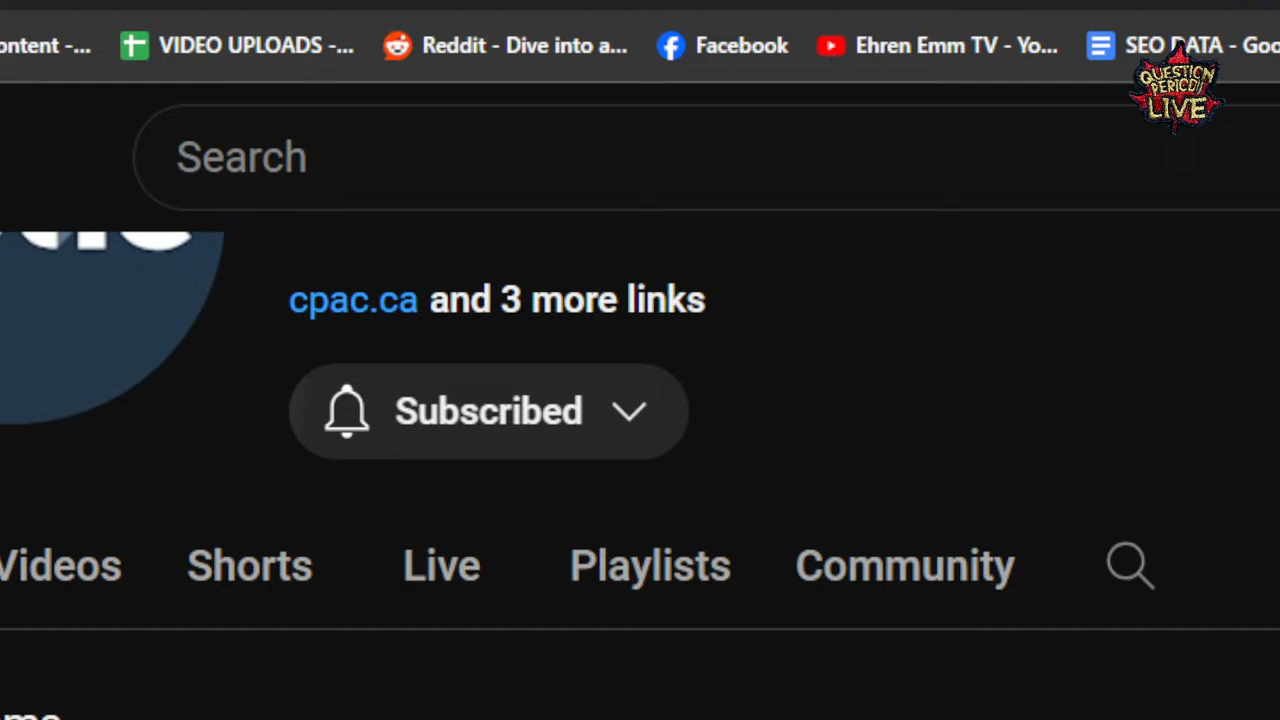 ontent -... VIDEO UPLOADS -... Reddit - Dive into a... Facebook Ehren Emm TV - Yo... SEO DATA - Goo
QUESTION
PERIOD
LIVE
Search
cpac.ca and 3 more links
Subscribed
Videos Shorts Live Playlists Community